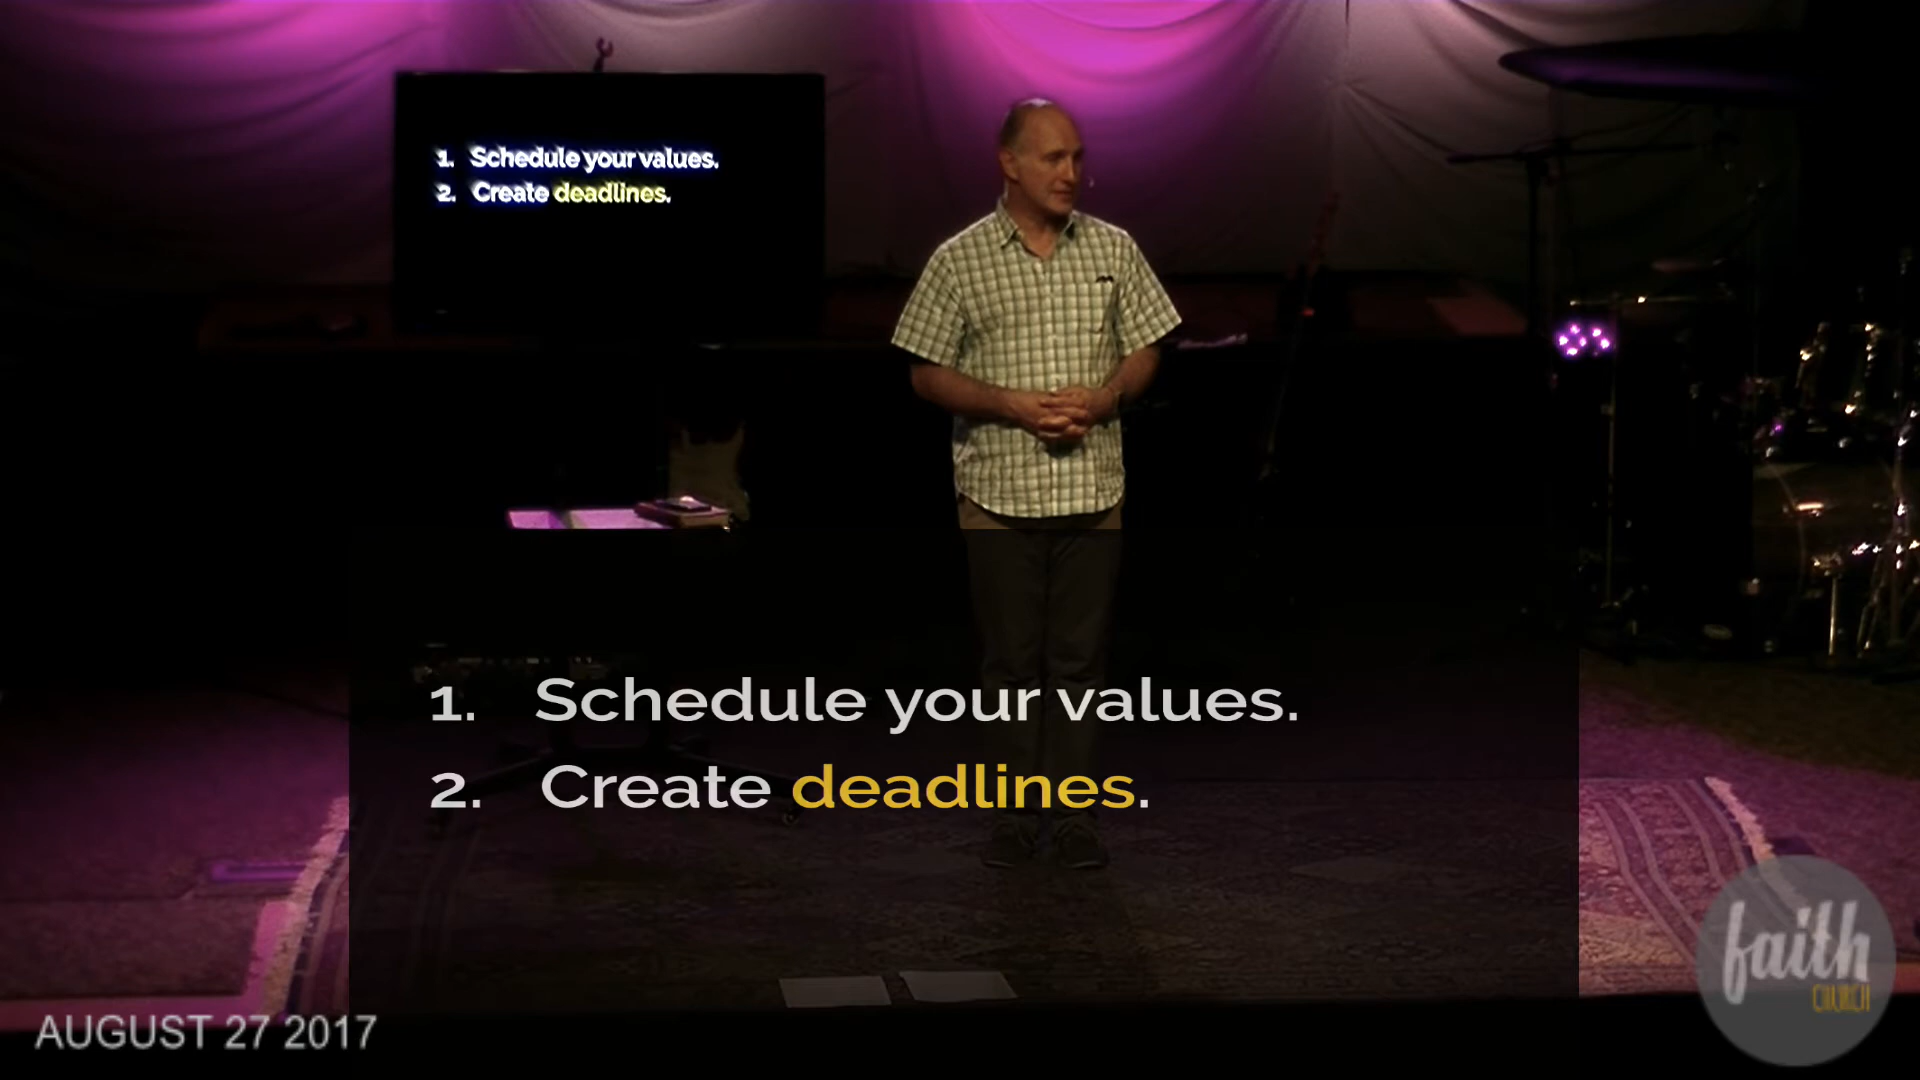 1. Schedule your values.
2. Create deadlines.
1. Schedule your values.
2. Create deadlines.
AUGUST 27 2017
faith
CHURCH